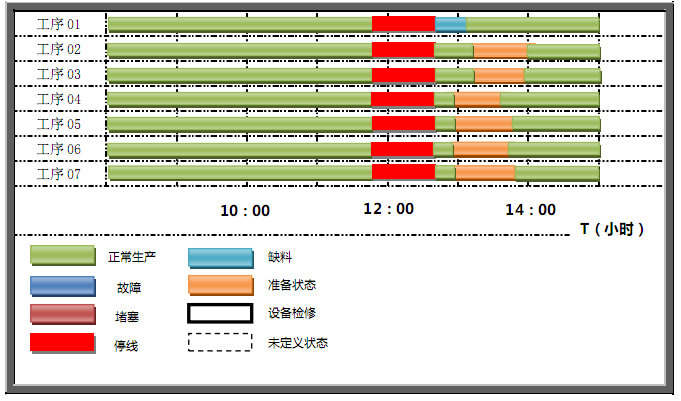 工序 01
工序 02
工序 03
工序 04
工序 05
工序 06
工序 07
10：00
12：00
14：00
T（小时）
正常生产
缺料
故障
准备状态
堵塞
设备检修
停线
未定义状态